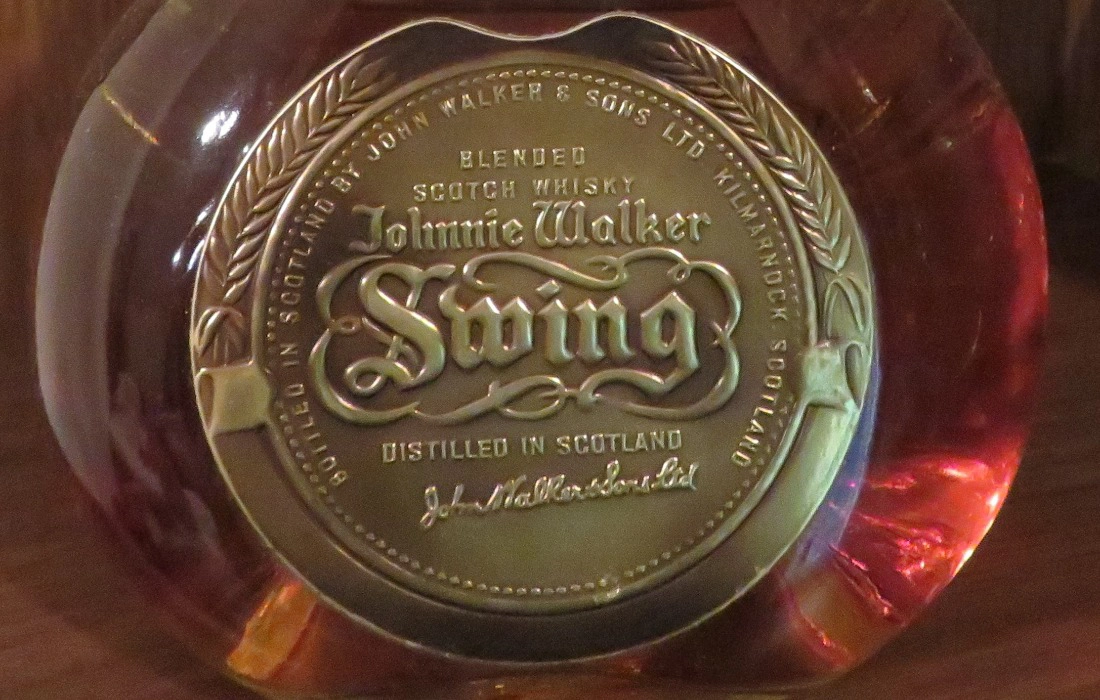 BOTTLED IN SCOTLAND BY JOHN WALKER & SONS LTD KILMARNOCK SCOTLAND
BLENDED
SCOTCH WHISKY
Johnnie Walker
Swing
DISTILLED IN SCOTLAND
John Walker & Sons Ltd